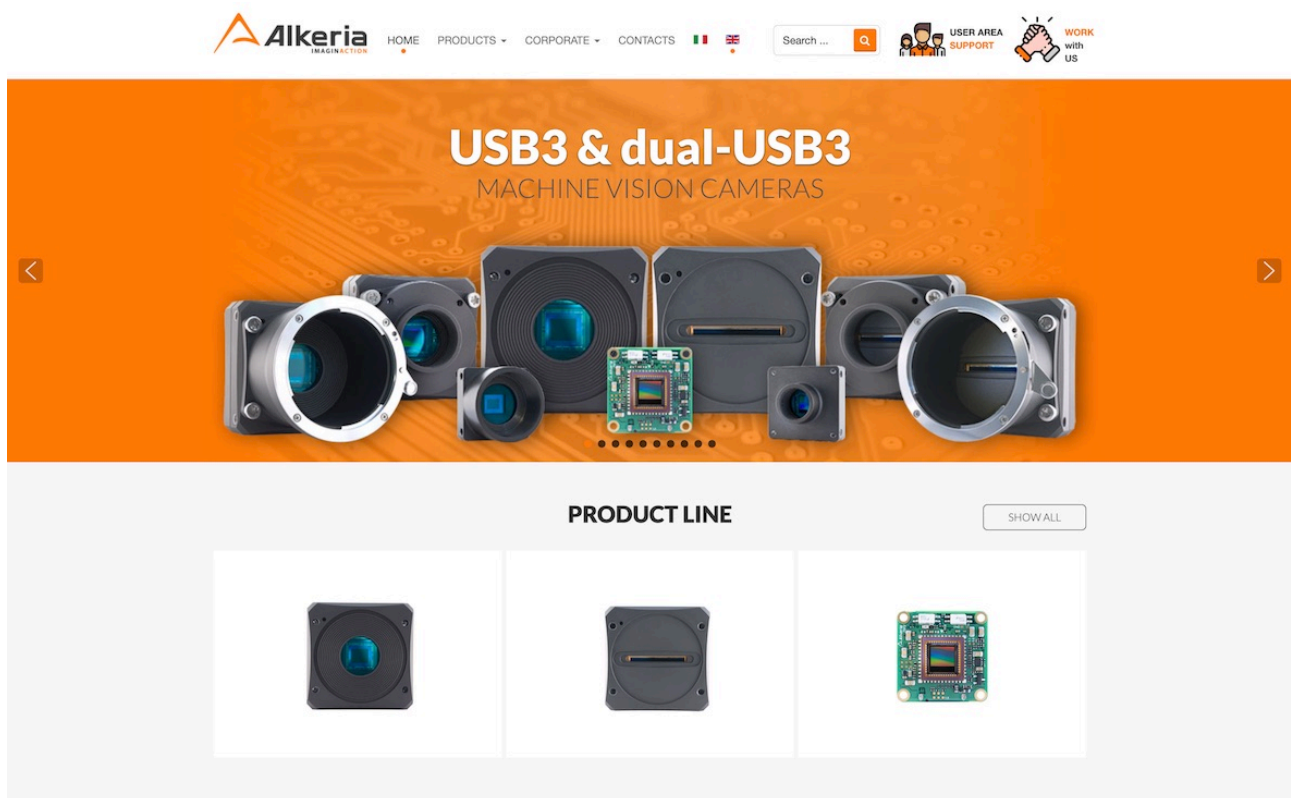 Alkeria
IMAGINACTION
HOME
PRODUCTS
CORPORATE
CONTACTS
Search ...
USER AREA
SUPPORT
WORK
with
US
USB3 & dual-USB3
MACHINE VISION CAMERAS
PRODUCT LINE
SHOW ALL